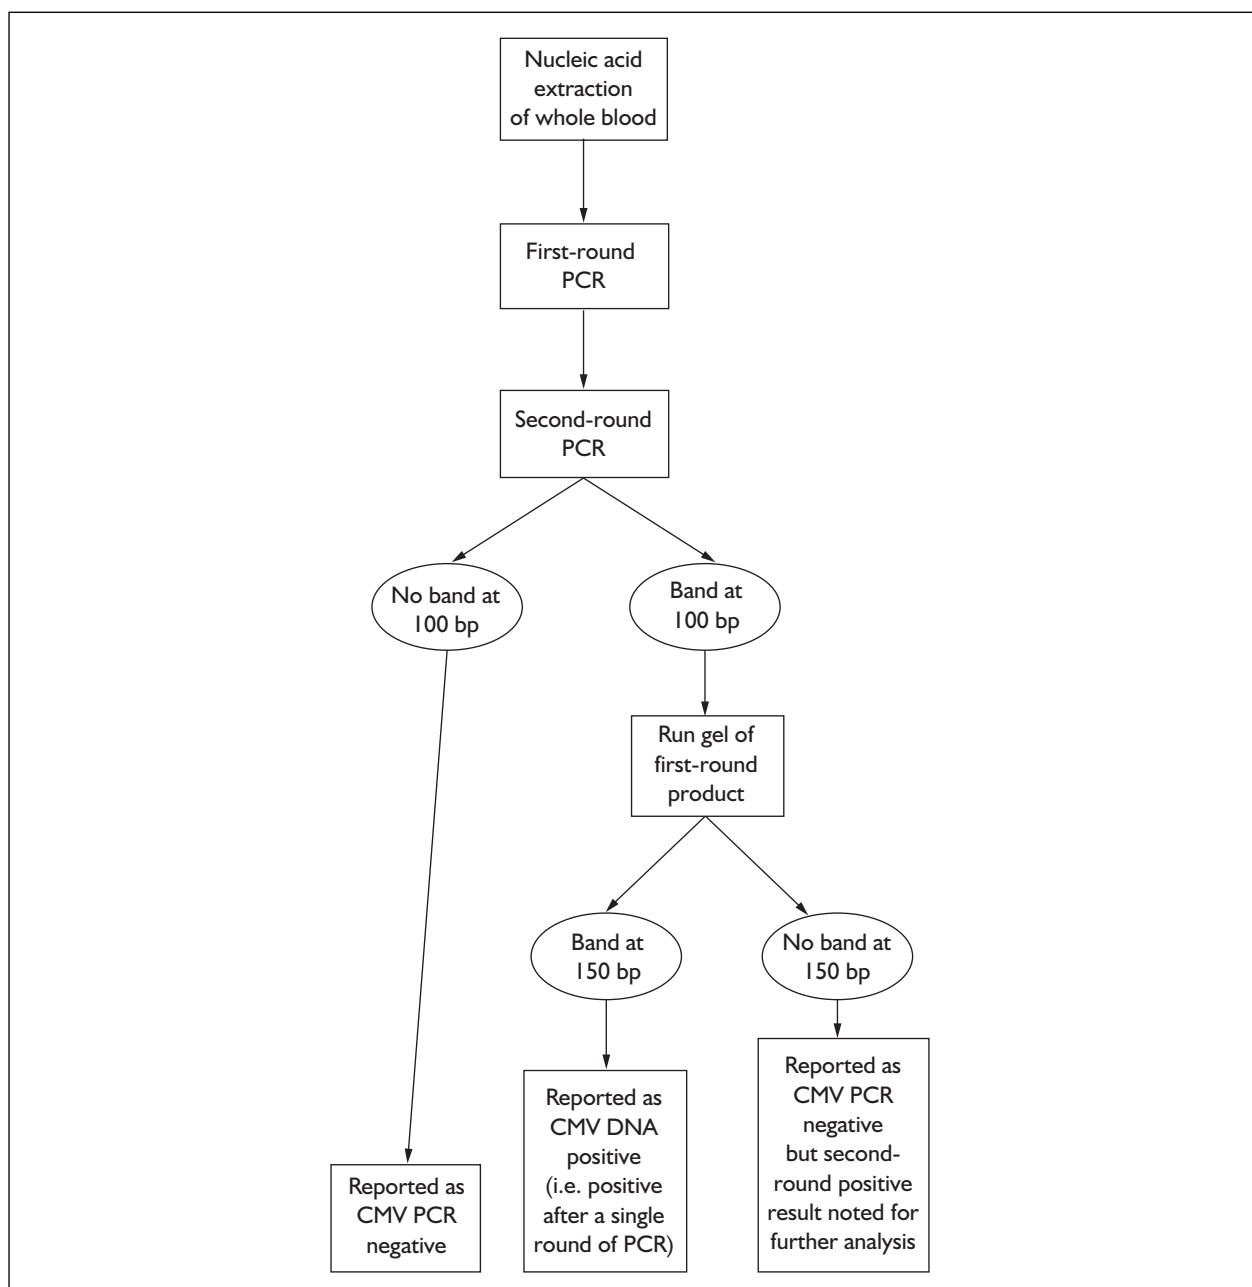 Nucleic acid
extraction
of whole blood
First-round
PCR
Second-round
PCR
No band at
100 bp
Band at
100 bp
Run gel of
first-round
product
Band at
150 bp
No band at
150 bp
Reported as
CMV PCR
negative
Reported as
CMV DNA
positive
(i.e. positive
after a single
round of PCR)
Reported as
CMV PCR
negative
but second-
round positive
result noted for
further analysis